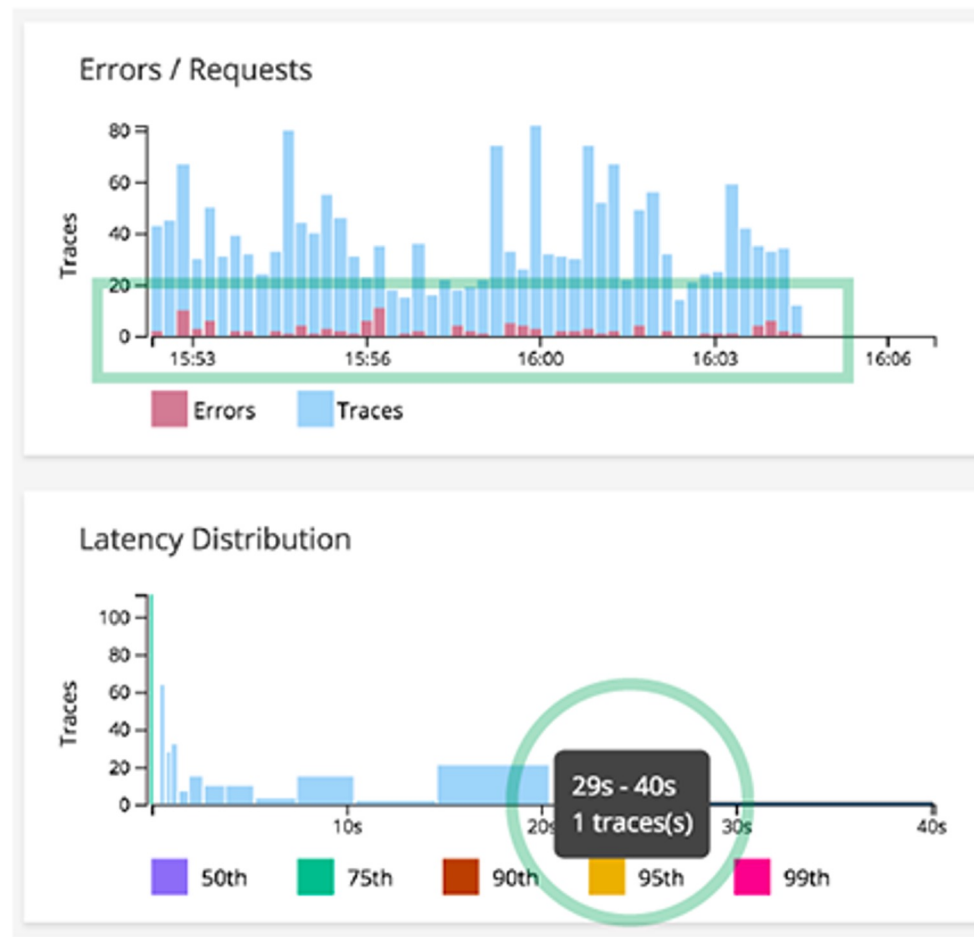 Errors / Requests
80
60
40
20
0
Traces
15:53 15:56 16:00 16:03 16:06
Errors Traces
Latency Distribution
100
80
60
40
20
0
Traces
29s - 40s
1 traces(s)
10s 20s 30s 40s
50th 75th 90th 95th 99th